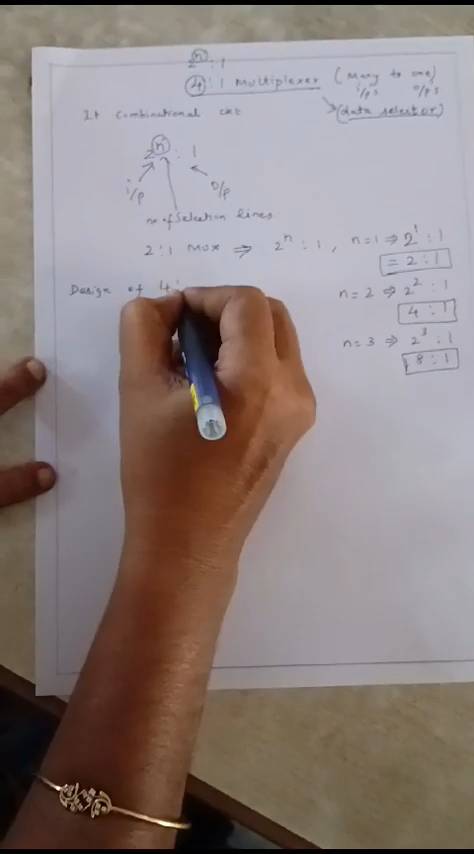 2ⁿ : 1
4 : 1 Multiplexer (Many to one)
i/p's o/p's
It Combinational ckt (data selector)
2ⁿ : 1
i/p o/p
no of Selection lines
2 : 1 MUX ⇒ 2ⁿ : 1 , n=1 ⇒ 2¹ : 1
= 2 : 1
Design of 4 :
n = 2 ⇒ 2² : 1
4 : 1
n = 3 ⇒ 2³ : 1
8 : 1